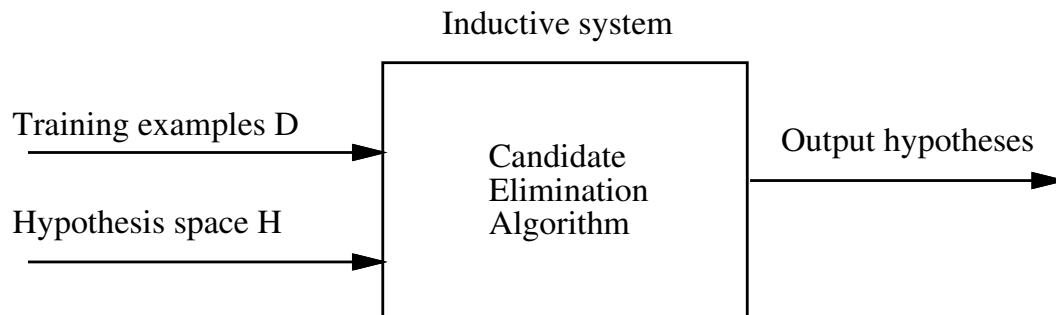 Inductive system
Training examples D
Hypothesis space H
Candidate
Elimination
Algorithm
Output hypotheses